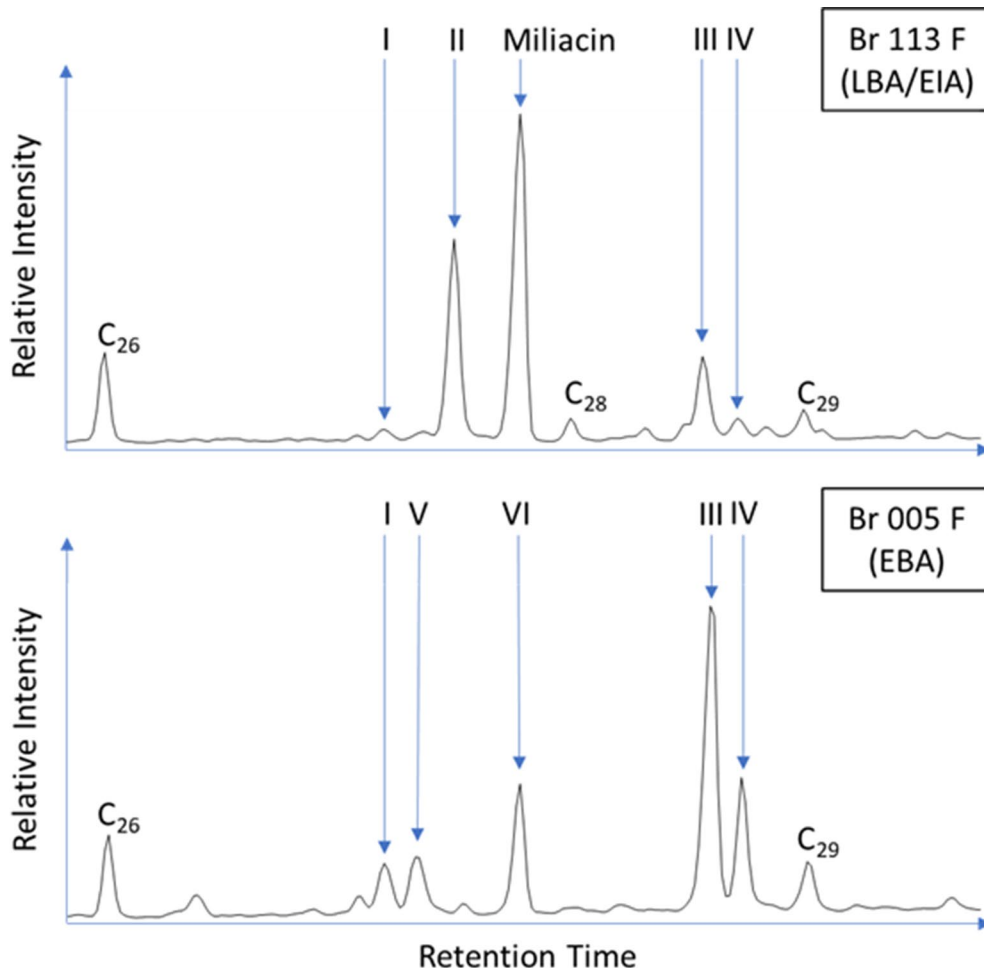 I II Miliacin III IV
Br 113 F
(LBA/EIA)
Relative Intensity
C₂₆
C₂₈
C₂₉
I V VI III IV
Br 005 F
(EBA)
Relative Intensity
C₂₆
C₂₉
Retention Time